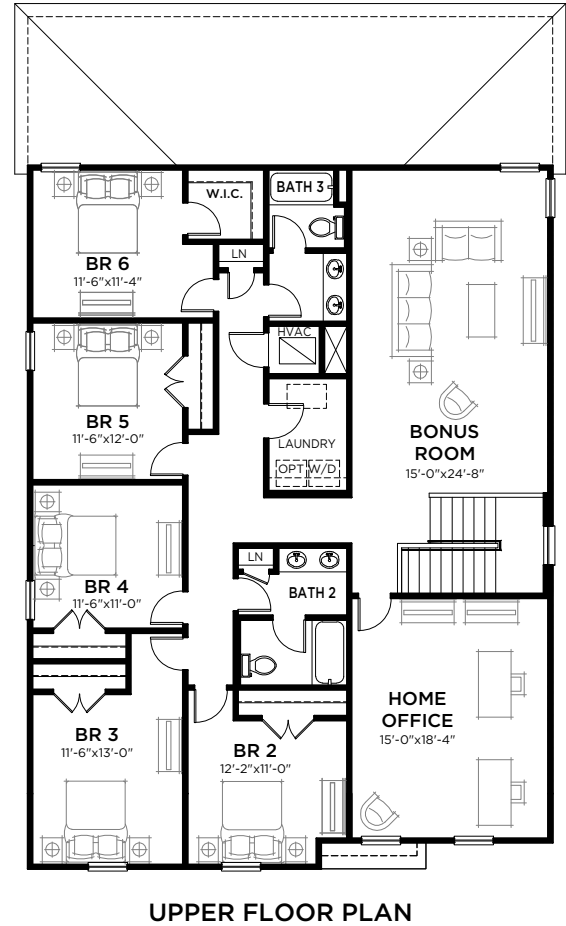 W.I.C.
BATH 3
LN
BR 6
11'-6"x11'-4"
HVAC
BR 5
11'-6"x12'-0"
LAUNDRY
OPT W/D
BONUS
ROOM
15'-0"x24'-8"
LN
BATH 2
BR 4
11'-6"x11'-0"
HOME
OFFICE
15'-0"x18'-4"
BR 3
11'-6"x13'-0"
BR 2
12'-2"x11'-0"
UPPER FLOOR PLAN